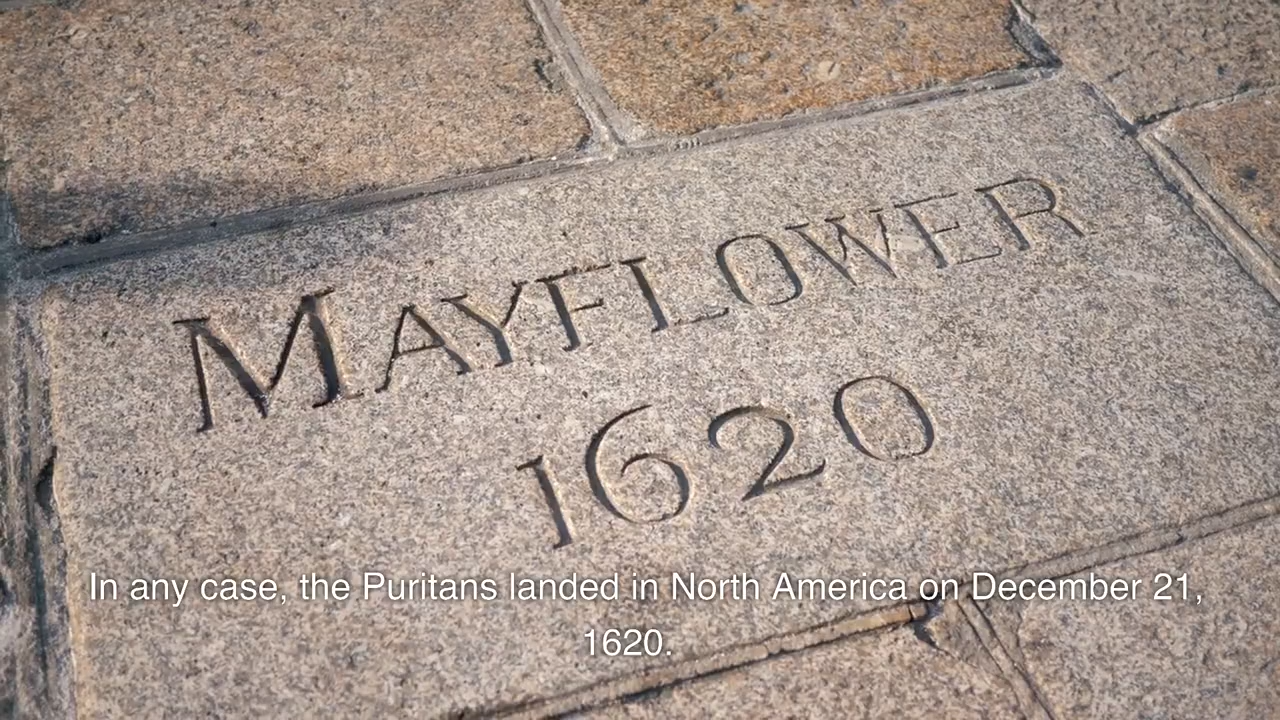 MAYFLOWER
1620
In any case, the Puritans landed in North America on December 21,
1620.